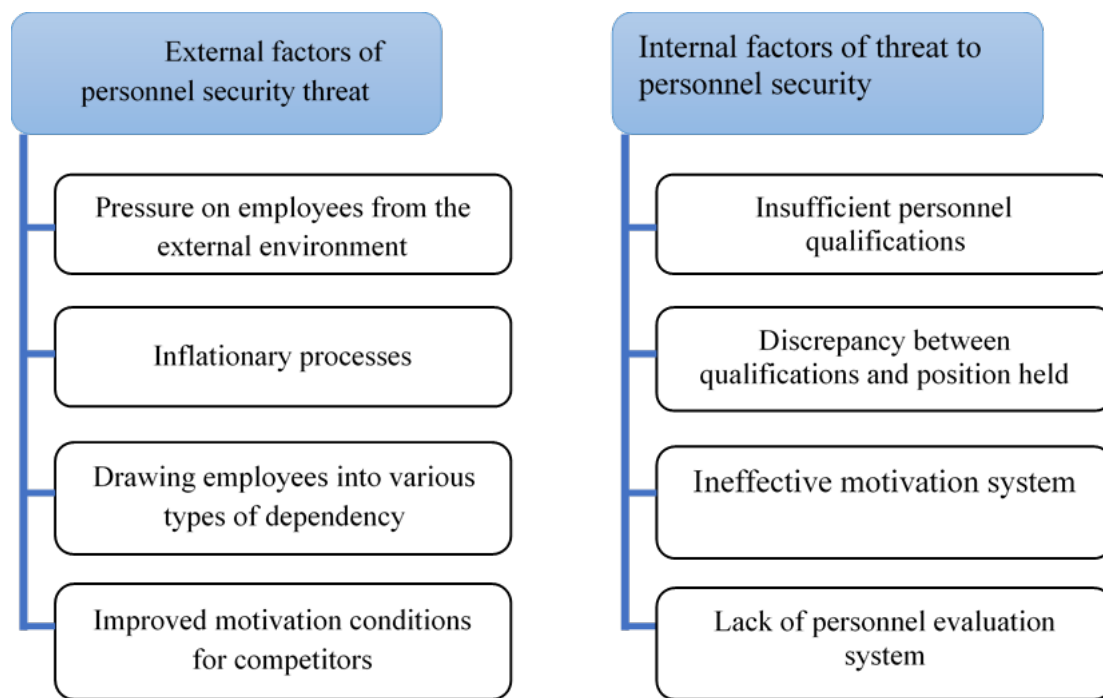 External factors of
personnel security threat
Pressure on employees from the
external environment
Inflationary processes
Drawing employees into various
types of dependency
Improved motivation conditions
for competitors
Internal factors of threat to
personnel security
Insufficient personnel
qualifications
Discrepancy between
qualifications and position held
Ineffective motivation system
Lack of personnel evaluation
system